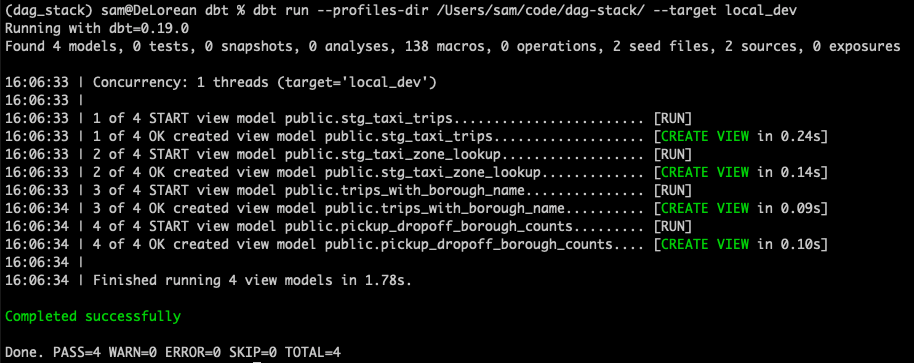 (dag_stack) sam@DeLorean dbt % dbt run --profiles-dir /Users/sam/code/dag-stack/ --target local_dev
Running with dbt=0.19.0
Found 4 models, 0 tests, 0 snapshots, 0 analyses, 138 macros, 0 operations, 2 seed files, 2 sources, 0 exposures
16:06:33 | Concurrency: 1 threads (target='local_dev')
16:06:33 |
16:06:33 | 1 of 4 START view model public.stg_taxi_trips........................ [RUN]
16:06:33 | 1 of 4 OK created view model public.stg_taxi_trips................... [CREATE VIEW in 0.24s]
16:06:33 | 2 of 4 START view model public.stg_taxi_zone_lookup.................. [RUN]
16:06:33 | 2 of 4 OK created view model public.stg_taxi_zone_lookup............. [CREATE VIEW in 0.14s]
16:06:33 | 3 of 4 START view model public.trips_with_borough_name............... [RUN]
16:06:34 | 3 of 4 OK created view model public.trips_with_borough_name.......... [CREATE VIEW in 0.09s]
16:06:34 | 4 of 4 START view model public.pickup_dropoff_borough_counts......... [RUN]
16:06:34 | 4 of 4 OK created view model public.pickup_dropoff_borough_counts.... [CREATE VIEW in 0.10s]
16:06:34 |
16:06:34 | Finished running 4 view models in 1.78s.
Completed successfully
Done. PASS=4 WARN=0 ERROR=0 SKIP=0 TOTAL=4